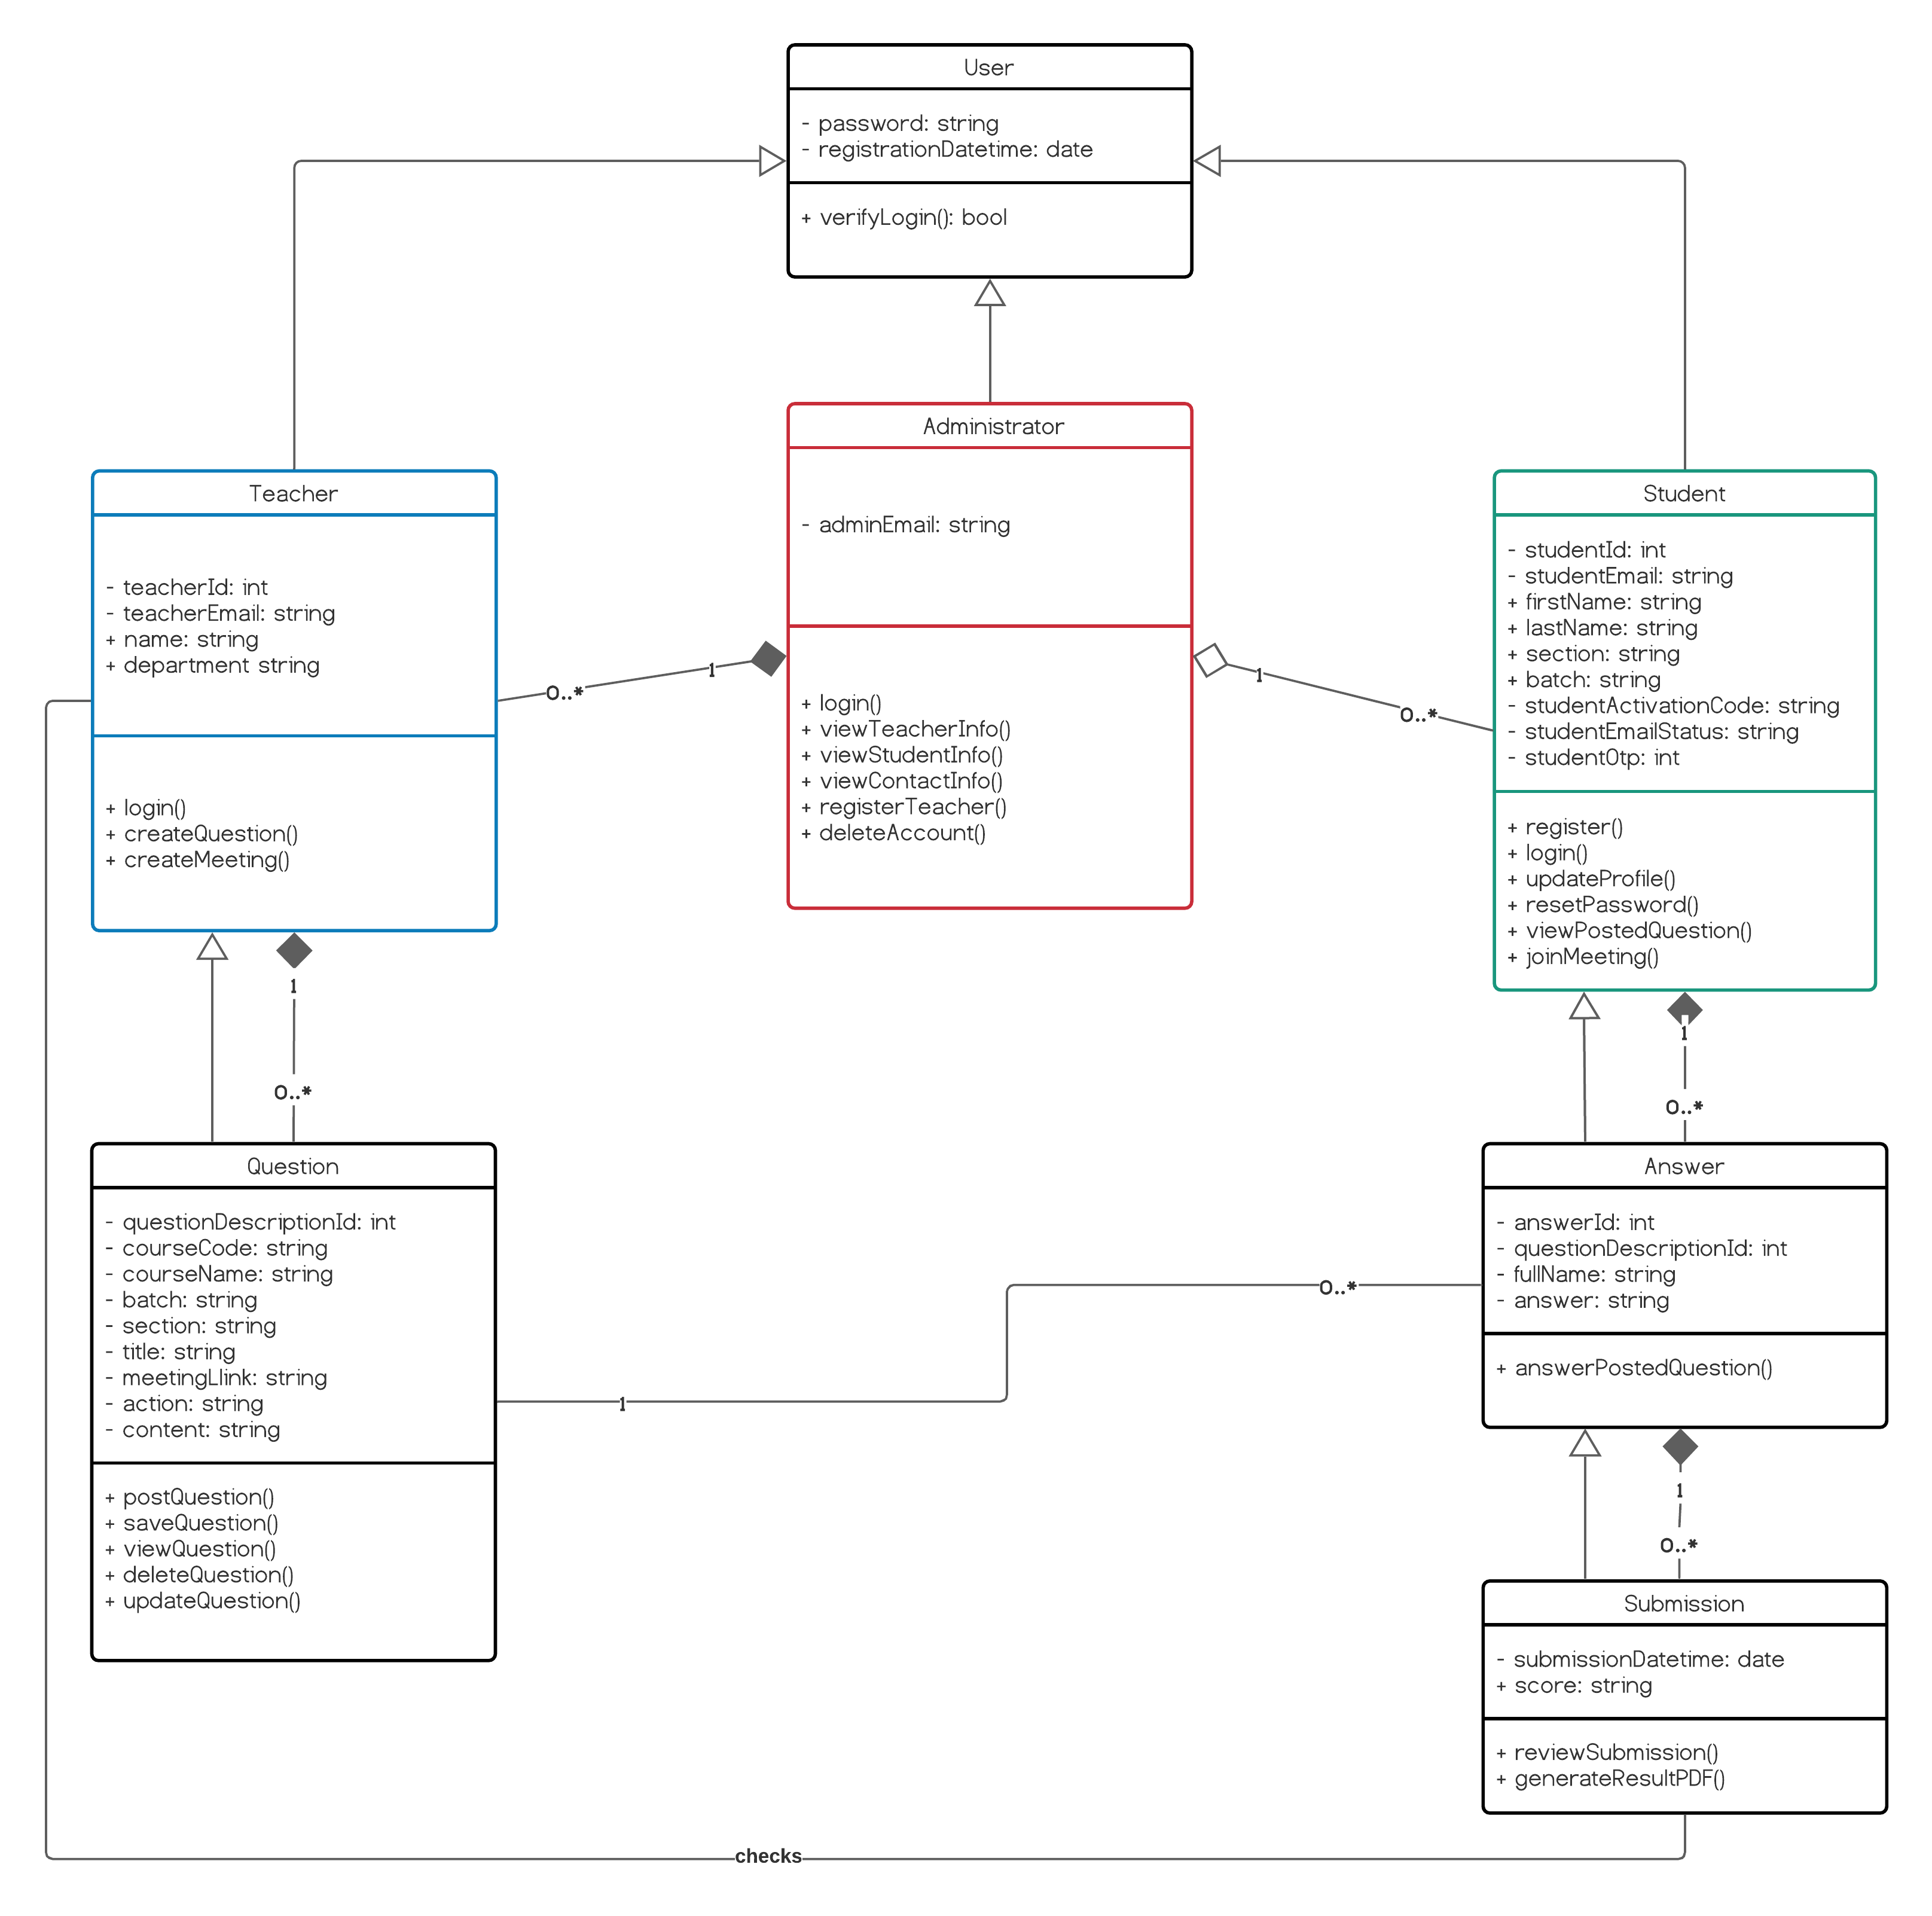 User
- password: string
- registrationDatetime: date
+ verifyLogin(): bool
Administrator
- adminEmail: string
+ login()
+ viewTeacherInfo()
+ viewStudentInfo()
+ viewContactInfo()
+ registerTeacher()
+ deleteAccount()
Teacher
- teacherId: int
- teacherEmail: string
+ name: string
+ department string
+ login()
+ createQuestion()
+ createMeeting()
0..*
1
1
0..*
Student
- studentId: int
- studentEmail: string
+ firstName: string
+ lastName: string
+ section: string
+ batch: string
- studentActivationCode: string
- studentEmailStatus: string
- studentOtp: int
+ register()
+ login()
+ updateProfile()
+ resetPassword()
+ viewPostedQuestion()
+ joinMeeting()
1
0..*
1
0..*
Question
- questionDescriptionId: int
- courseCode: string
- courseName: string
- batch: string
- section: string
- title: string
- meetingLlink: string
- action: string
- content: string
+ postQuestion()
+ saveQuestion()
+ viewQuestion()
+ deleteQuestion()
+ updateQuestion()
1
0..*
Answer
- answerId: int
- questionDescriptionId: int
- fullName: string
- answer: string
+ answerPostedQuestion()
1
0..*
Submission
- submissionDatetime: date
+ score: string
+ reviewSubmission()
+ generateResultPDF()
checks